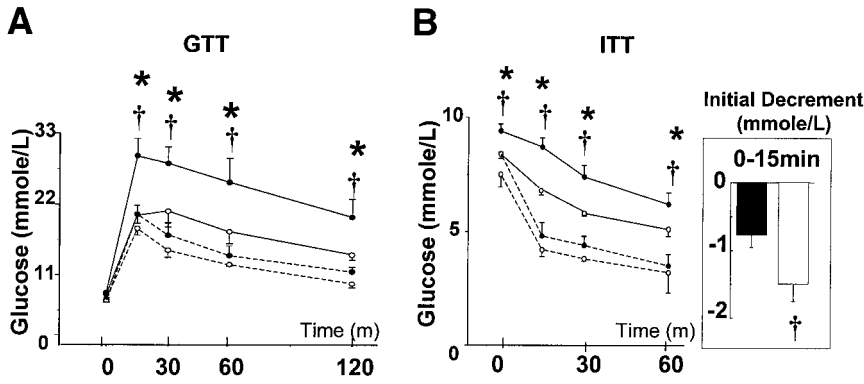 A
GTT
* * * *
† † † †
Glucose (mmole/L)
33
22
11
0
Time (m)
0 30 60 120
B
ITT
* * * *
† † † †
Glucose (mmole/L)
10
5
0
Time (m)
0 30 60
Initial Decrement
(mmole/L)
0-15min
0
-1
-2
†